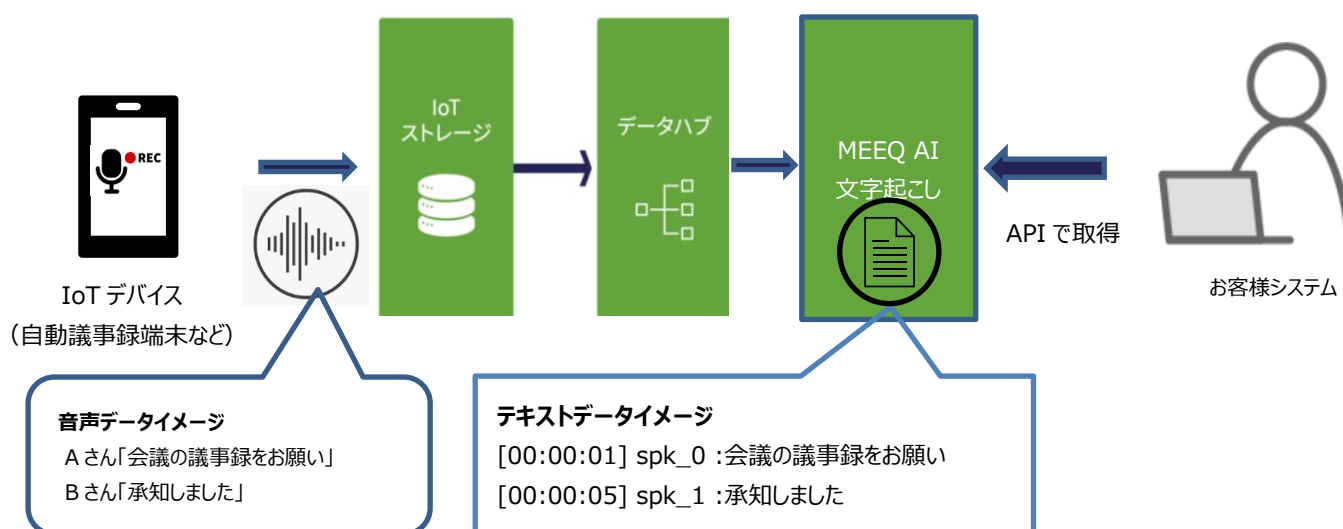 REC
IoT デバイス
(自動議事録端末など)
IoT
ストレージ
データハブ
MEEQ AI
文字起こし
API で取得
お客様システム
音声データイメージ
A さん「会議の議事録をお願い」
B さん「承知しました」
テキストデータイメージ
[00:00:01] spk_0 :会議の議事録をお願い
[00:00:05] spk_1 :承知しました